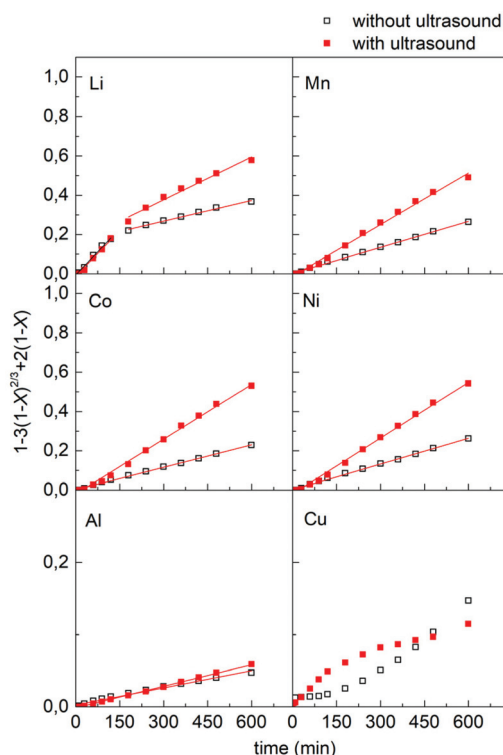 without ultrasound
with ultrasound
1,0
0,8
0,6
0,4
0,2
0,0
Li
Mn
1,0
0,8
0,6
0,4
0,2
0,0
Co
Ni
0,2
0,0
Al
Cu
0 150 300 450 600 0 150 300 450 600
1-3(1-X)^2/3+2(1-X)
time (min)